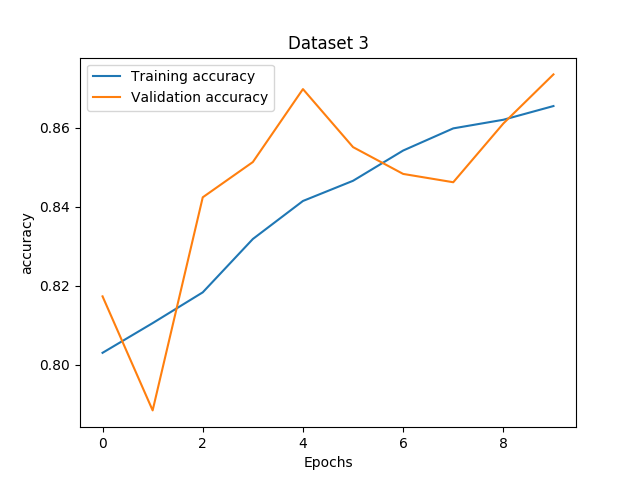 Dataset 3
Training accuracy
Validation accuracy
0.86
0.84
0.82
0.80
accuracy
0 2 4 6 8
Epochs